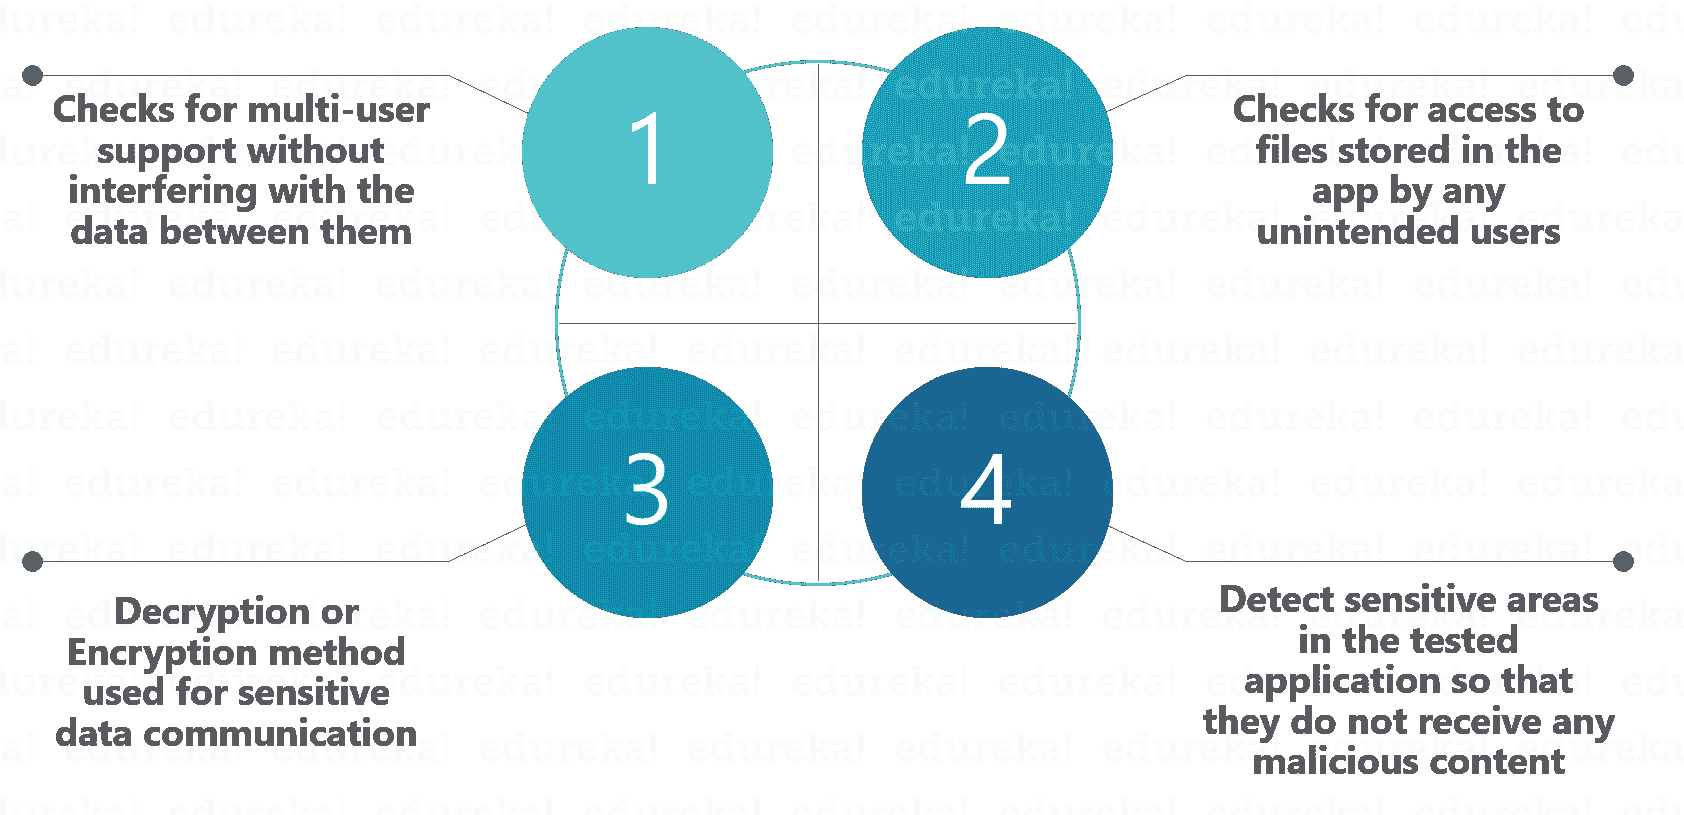 1
Checks for multi-user
support without
interfering with the
data between them
2
Checks for access to
files stored in the
app by any
unintended users
3
Decryption or
Encryption method
used for sensitive
data communication
4
Detect sensitive areas
in the tested
application so that
they do not receive any
malicious content
edureka!